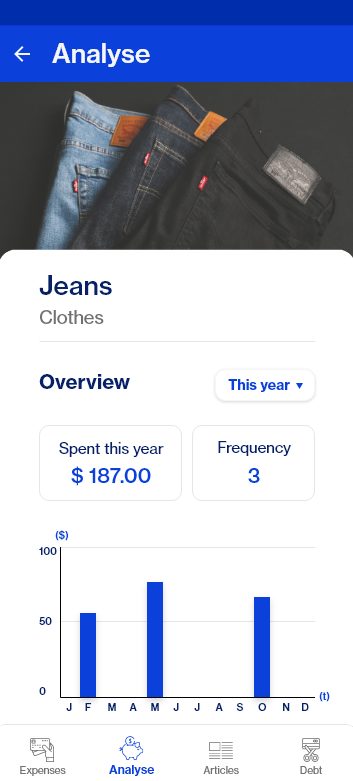 Analyse
Jeans
Clothes
Overview
This year
Spent this year
$ 187.00
Frequency
3
($)
100
50
0
(t)
J F M A M J J A S O N D
Expenses
Analyse
Articles
Debt